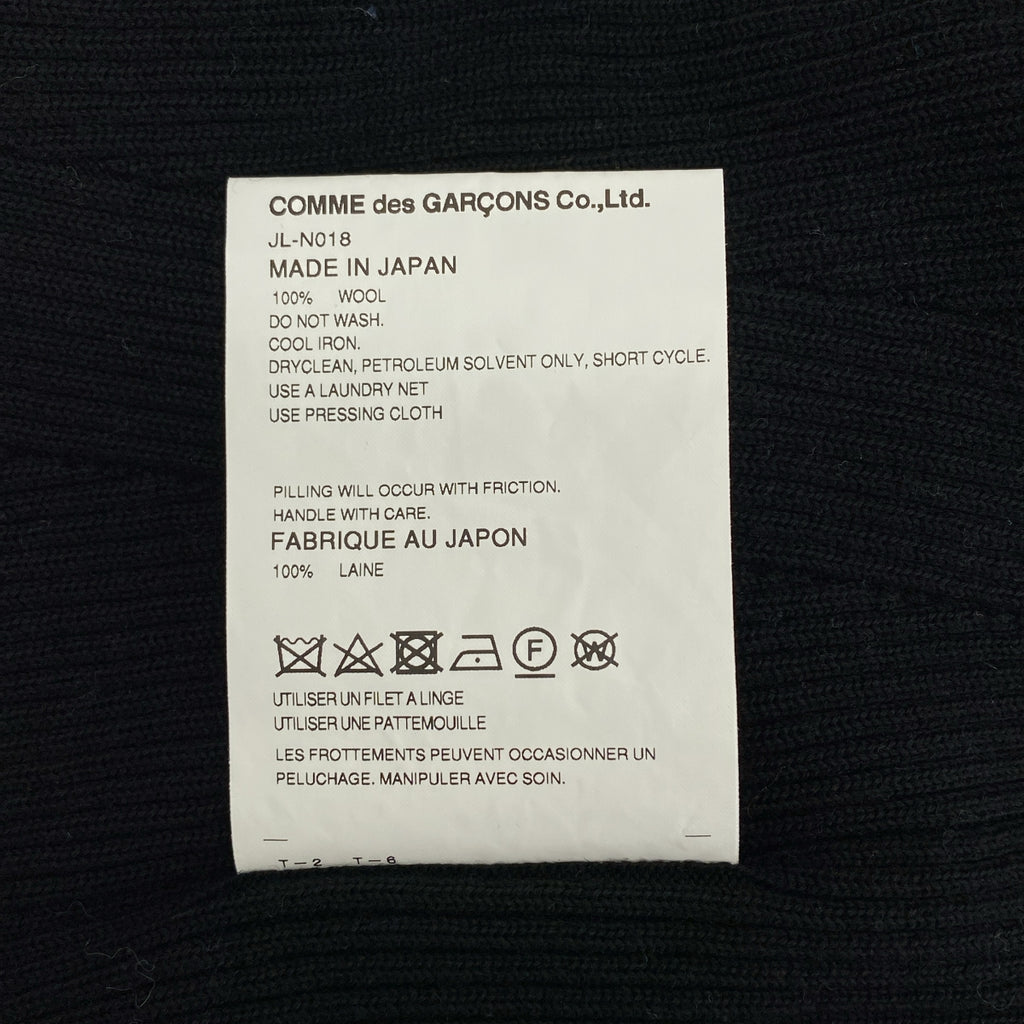 COMME des GARÇONS Co.,Ltd.
JL-N018
MADE IN JAPAN
100% WOOL
DO NOT WASH.
COOL IRON.
DRYCLEAN, PETROLEUM SOLVENT ONLY, SHORT CYCLE.
USE A LAUNDRY NET
USE PRESSING CLOTH
PILLING WILL OCCUR WITH FRICTION.
HANDLE WITH CARE.
FABRIQUE AU JAPON
100% LAINE
F W
UTILISER UN FILET A LINGE
UTILISER UNE PATTEMOUILLE
LES FROTTEMENTS PEUVENT OCCASIONNER UN
PELUCHAGE. MANIPULER AVEC SOIN.
T-2 T-6